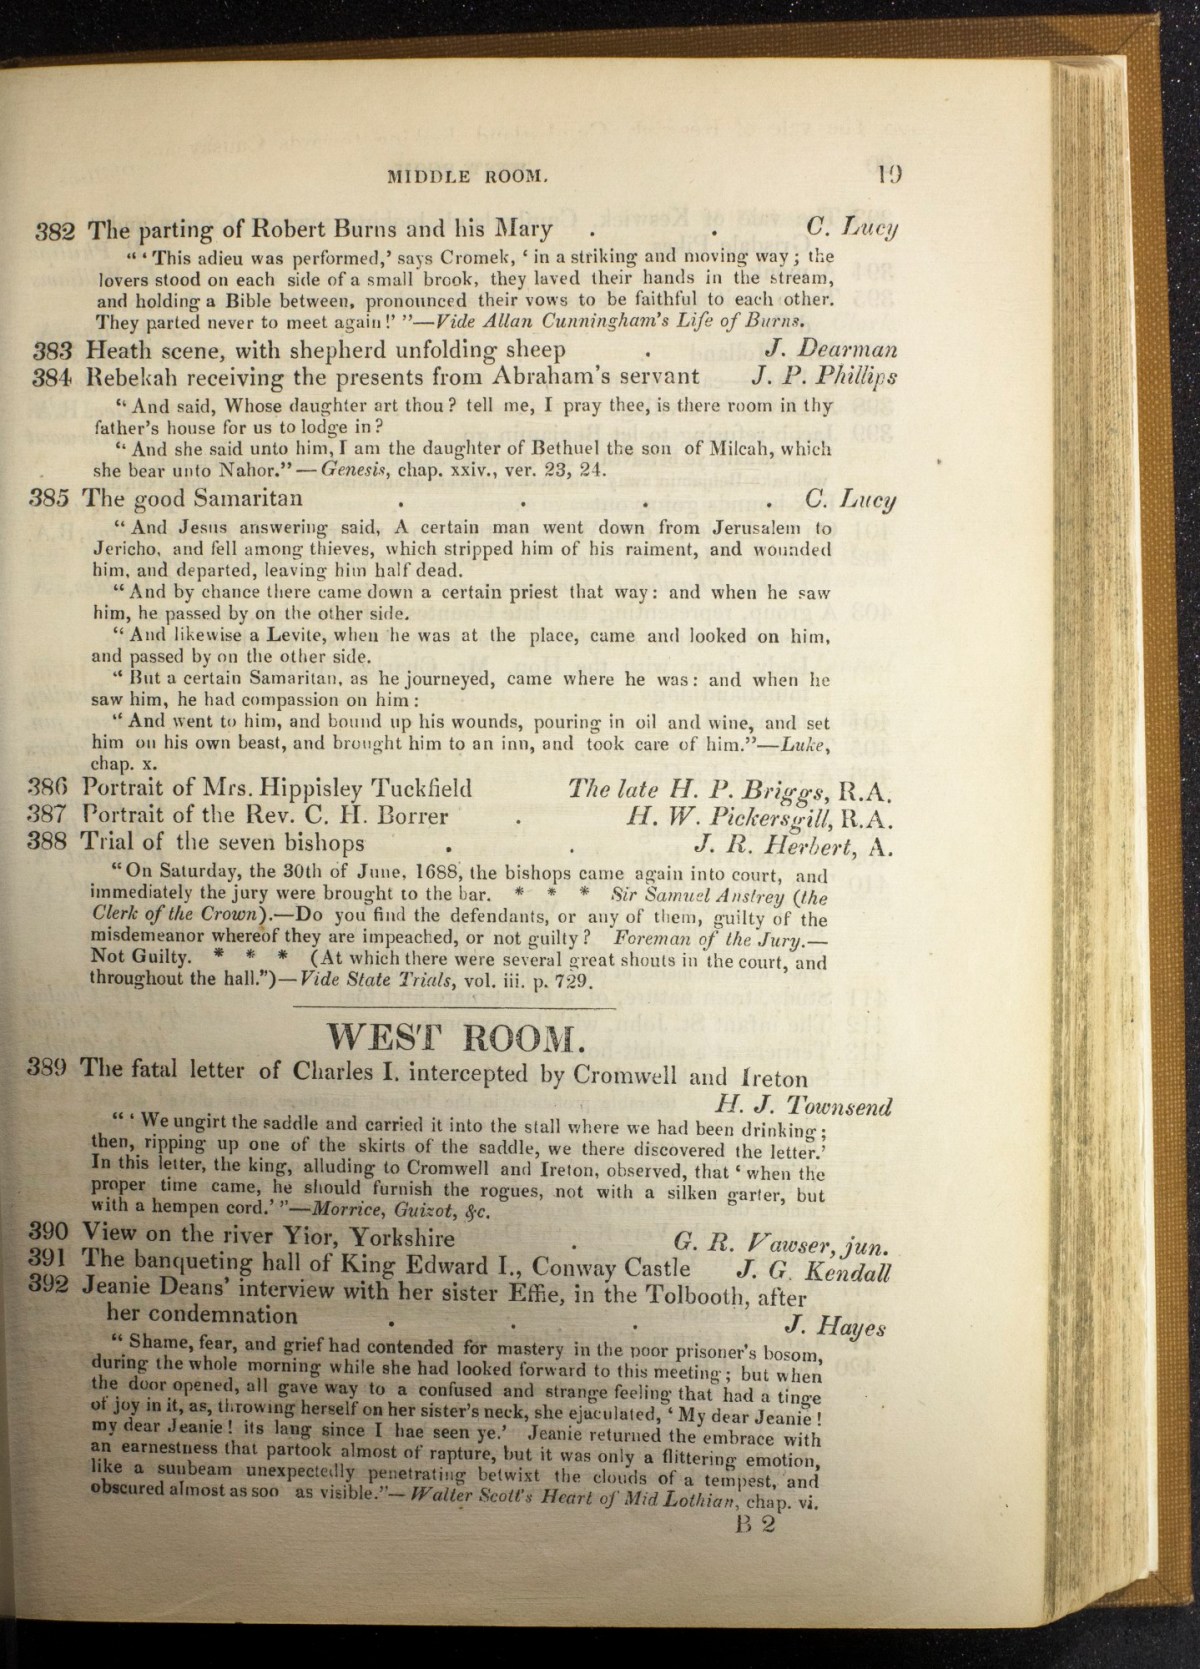 MIDDLE ROOM. 19
382 The parting of Robert Burns and his Mary . . C. Lucy
“ ‘ This adieu was performed,’ says Cromek, ‘ in a striking and moving way; the
lovers stood on each side of a small brook, they laved their hands in the stream,
and holding a Bible between, pronounced their vows to be faithful to each other.
They parted never to meet again!’ ”—Vide Allan Cunningham's Life of Burns.
383 Heath scene, with shepherd unfolding sheep . J. Dearman
384 Rebekah receiving the presents from Abraham's servant J. P. Phillips
“ And said, Whose daughter art thou? tell me, I pray thee, is there room in thy
father's house for us to lodge in?
“ And she said unto him, I am the daughter of Bethuel the son of Milcah, which
she bear unto Nahor.”—Genesis, chap. xxiv., ver. 23, 24.
385 The good Samaritan . . . . C. Lucy
“ And Jesus answering said, A certain man went down from Jerusalem to
Jericho, and fell among thieves, which stripped him of his raiment, and wounded
him, and departed, leaving him half dead.
“ And by chance there came down a certain priest that way: and when he saw
him, he passed by on the other side.
“ And likewise a Levite, when he was at the place, came and looked on him,
and passed by on the other side.
“ But a certain Samaritan, as he journeyed, came where he was: and when he
saw him, he had compassion on him:
“ And went to him, and bound up his wounds, pouring in oil and wine, and set
him on his own beast, and brought him to an inn, and took care of him.”—Luke,
chap. x.
386 Portrait of Mrs. Hippisley Tuckfield The late H. P. Briggs, R.A.
387 Portrait of the Rev. C. H. Borrer . H. W. Pickersgill, R.A.
388 Trial of the seven bishops . . J. R. Herbert, A.
“On Saturday, the 30th of June, 1688, the bishops came again into court, and
immediately the jury were brought to the bar. * * * Sir Samuel Anstrey (the
Clerk of the Crown).—Do you find the defendants, or any of them, guilty of the
misdemeanor whereof they are impeached, or not guilty? Foreman of the Jury.—
Not Guilty. * * * (At which there were several great shouts in the court, and
throughout the hall.”)—Vide State Trials, vol. iii. p. 729.
WEST ROOM.
389 The fatal letter of Charles I. intercepted by Cromwell and Ireton
H. J. Townsend
“ ‘ We ungirt the saddle and carried it into the stall where we had been drinking;
then, ripping up one of the skirts of the saddle, we there discovered the letter.’
In this letter, the king, alluding to Cromwell and Ireton, observed, that ‘ when the
proper time came, he should furnish the rogues, not with a silken garter, but
with a hempen cord.’ ”—Morrice, Guizot, &c.
390 View on the river Yior, Yorkshire . G. R. Vawser, jun.
391 The banqueting hall of King Edward I., Conway Castle J. G. Kendall
392 Jeanie Deans' interview with her sister Effie, in the Tolbooth, after
her condemnation . . . J. Hayes
“ Shame, fear, and grief had contended for mastery in the poor prisoner's bosom,
during the whole morning while she had looked forward to this meeting; but when
the door opened, all gave way to a confused and strange feeling that had a tinge
of joy in it, as, throwing herself on her sister's neck, she ejaculated, ‘ My dear Jeanie!
my dear Jeanie! its lang since I hae seen ye.’ Jeanie returned the embrace with
an earnestness that partook almost of rapture, but it was only a flittering emotion,
like a sunbeam unexpectedly penetrating betwixt the clouds of a tempest, and
obscured almost as soo as visible.”—Walter Scott's Heart of Mid Lothian, chap. vi.
B 2